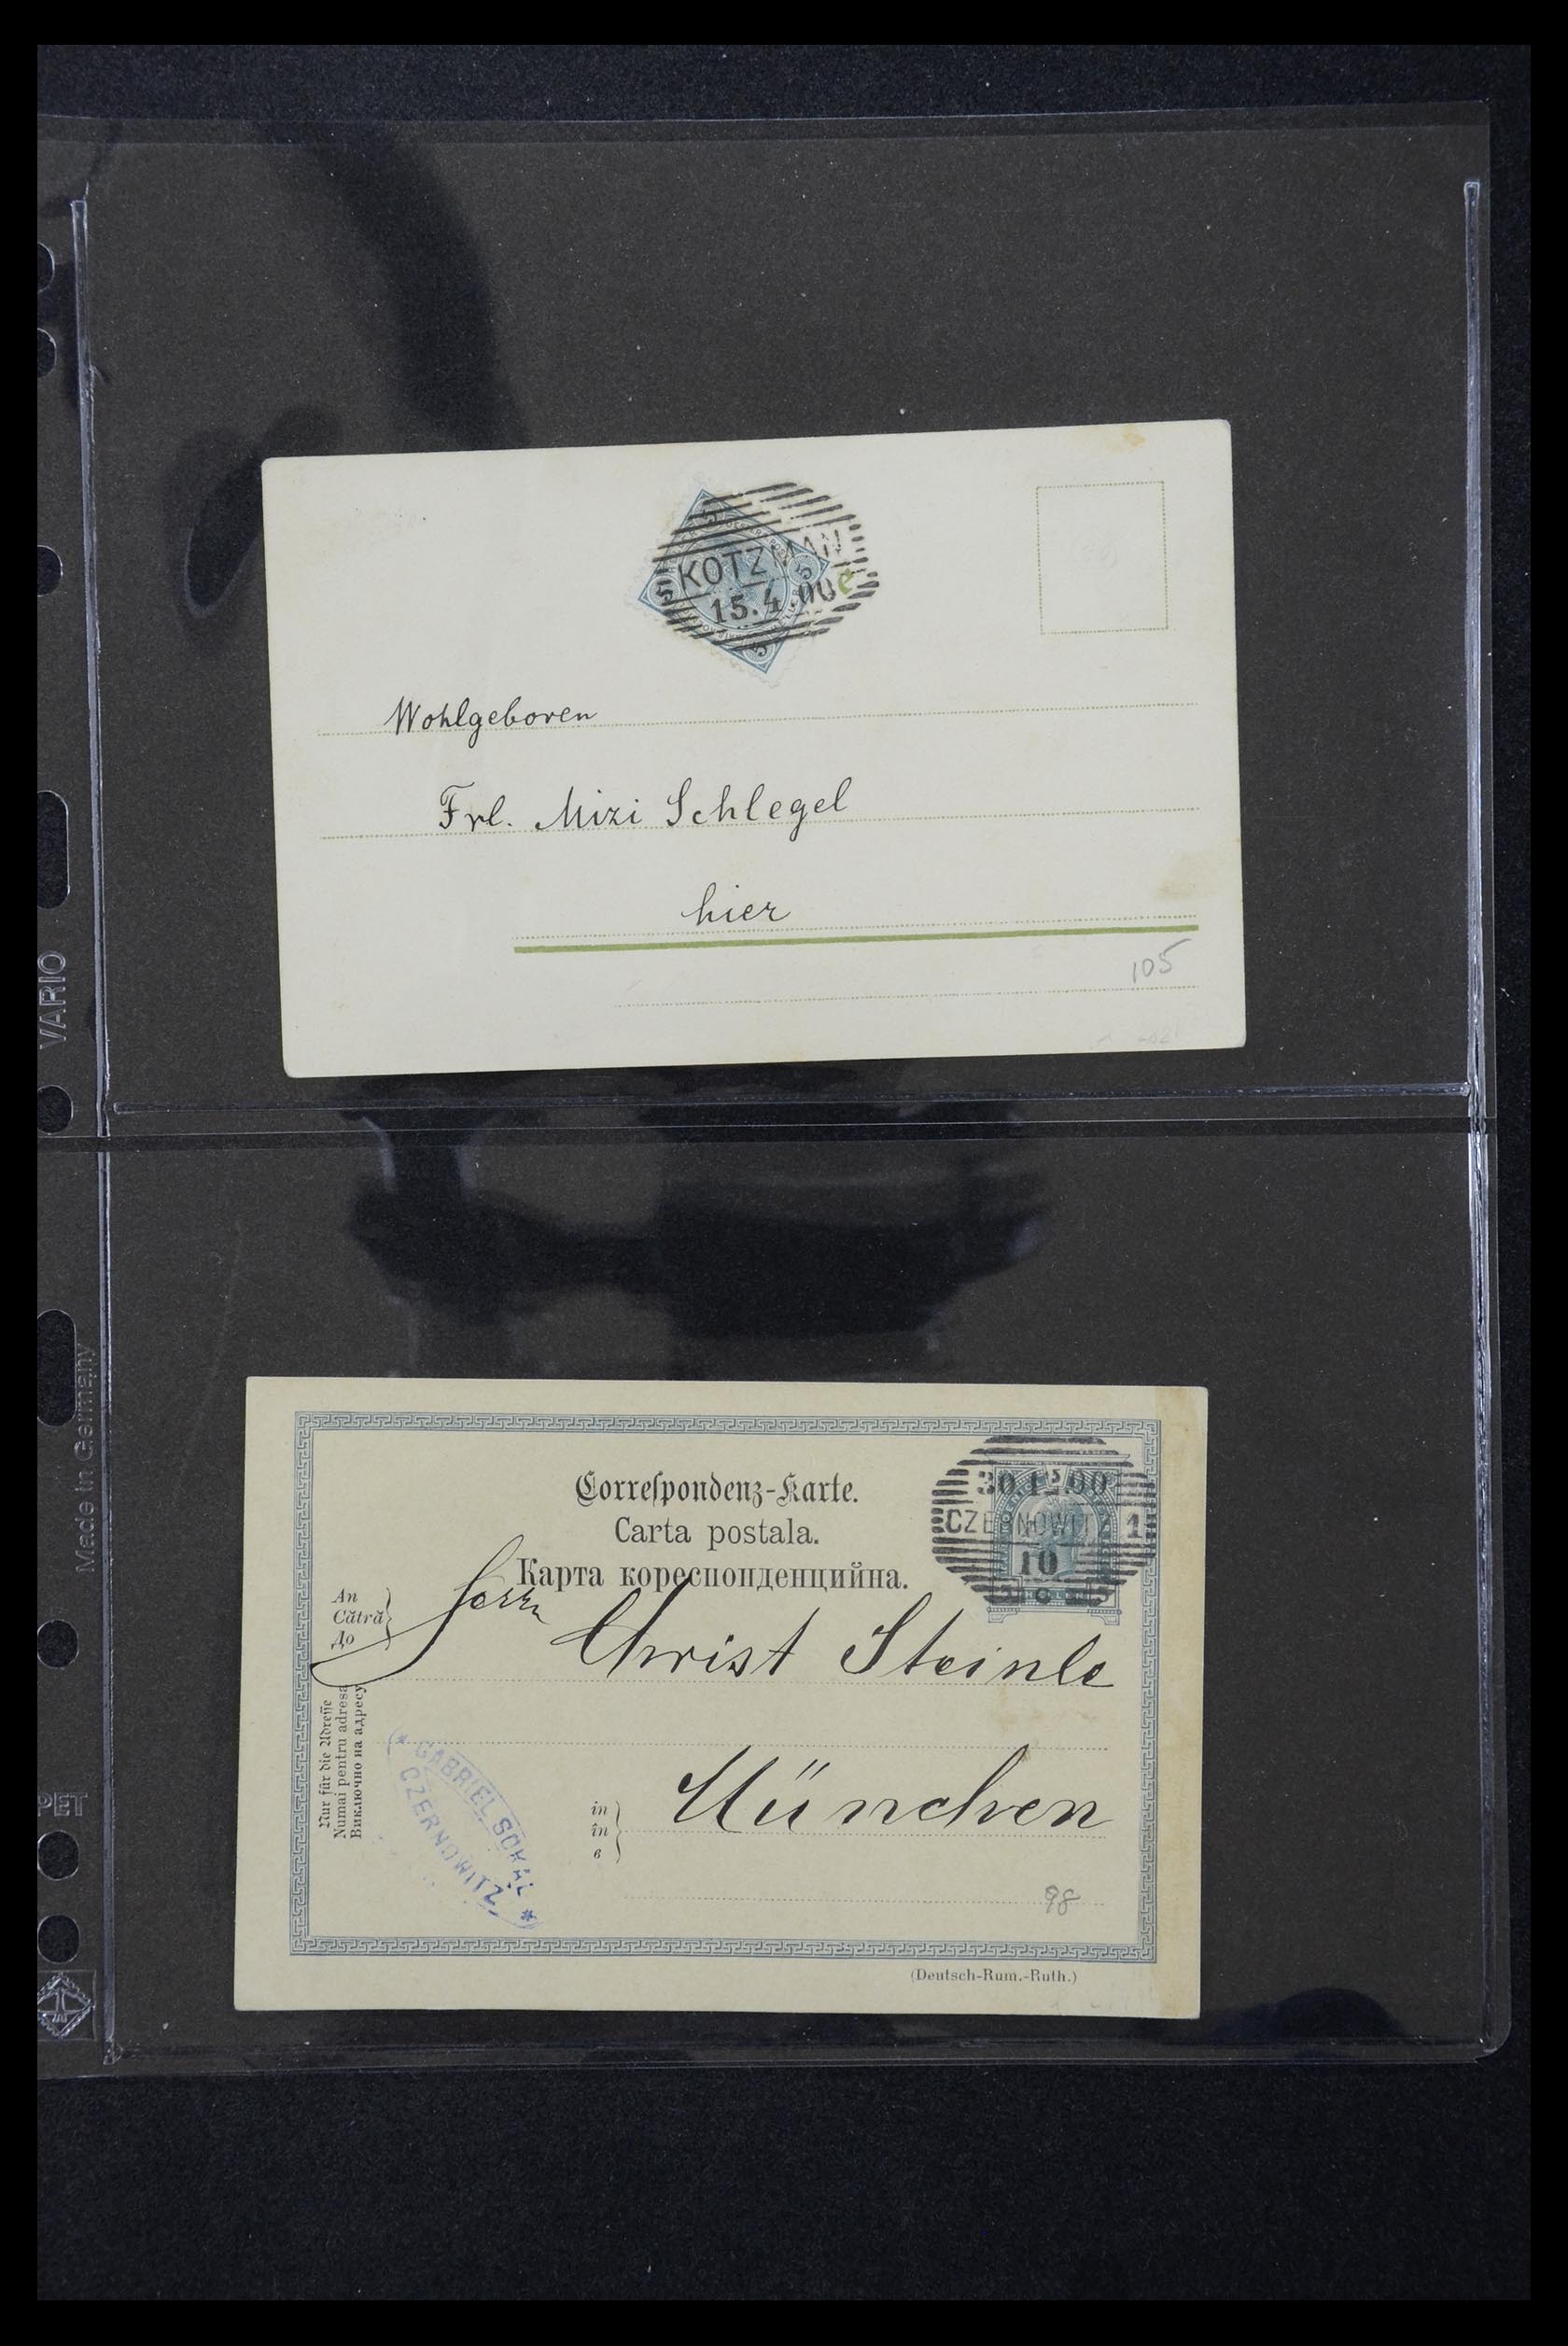 KOTZMAN
15.4.00
Wohlgeboren
Frl. Mizi Schlegel
hier
105
VARIO
Made in Germany
PET
30.12.00
CZERNOWITZ 1
10
Correspondenz-Karte.
Carta postala.
Карта кореспонденцийна.
An
Cătră
До
Herrn
Christ Steinle
Nur für die Adresse
Numai pentru adresa
Виключно на адресу
* GABRIEL SOKAL *
CZERNOWITZ
in
în
в
München
98
(Deutsch-Rum.-Ruth.)